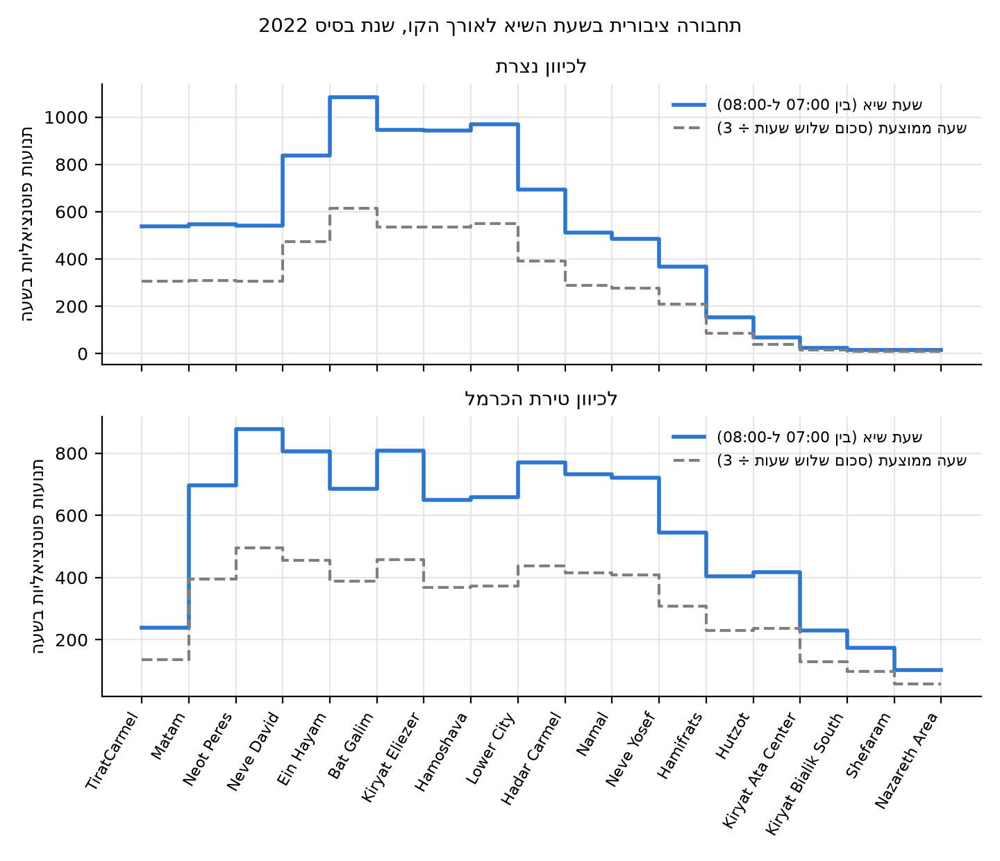 תחבורה ציבורית בשעת השיא לאורך הקו, שנת בסיס 2022
לכיוון נצרת
תנועות פוטנציאליות בשעה
1000
800
600
400
200
0
שעת שיא (בין 07:00 ל-08:00)
שעה ממוצעת (סכום שלוש שעות ÷ 3)
לכיוון טירת הכרמל
תנועות פוטנציאליות בשעה
800
600
400
200
שעת שיא (בין 07:00 ל-08:00)
שעה ממוצעת (סכום שלוש שעות ÷ 3)
TiratCarmel
Matam
Neot Peres
Neve David
Ein Hayam
Bat Galim
Kiryat Eliezer
Hamoshava
Lower City
Hadar Carmel
Namal
Neve Yosef
Hamifrats
Hutzot
Kiryat Ata Center
Kiryat Bialik South
Shefaram
Nazareth Area